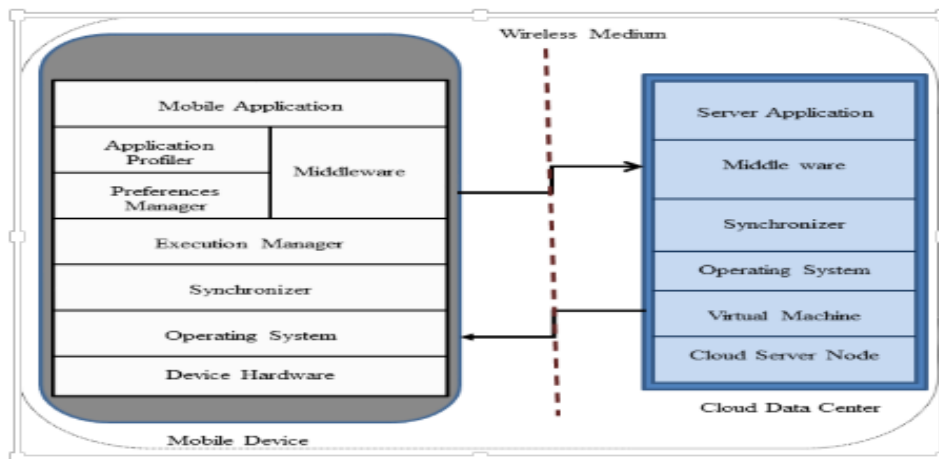 Wireless Medium
Mobile Application
Application
Profiler
Middleware
Preferences
Manager
Execution Manager
Synchronizer
Operating System
Device Hardware
Mobile Device
Server Application
Middle ware
Synchronizer
Operating System
Virtual Machine
Cloud Server Node
Cloud Data Center